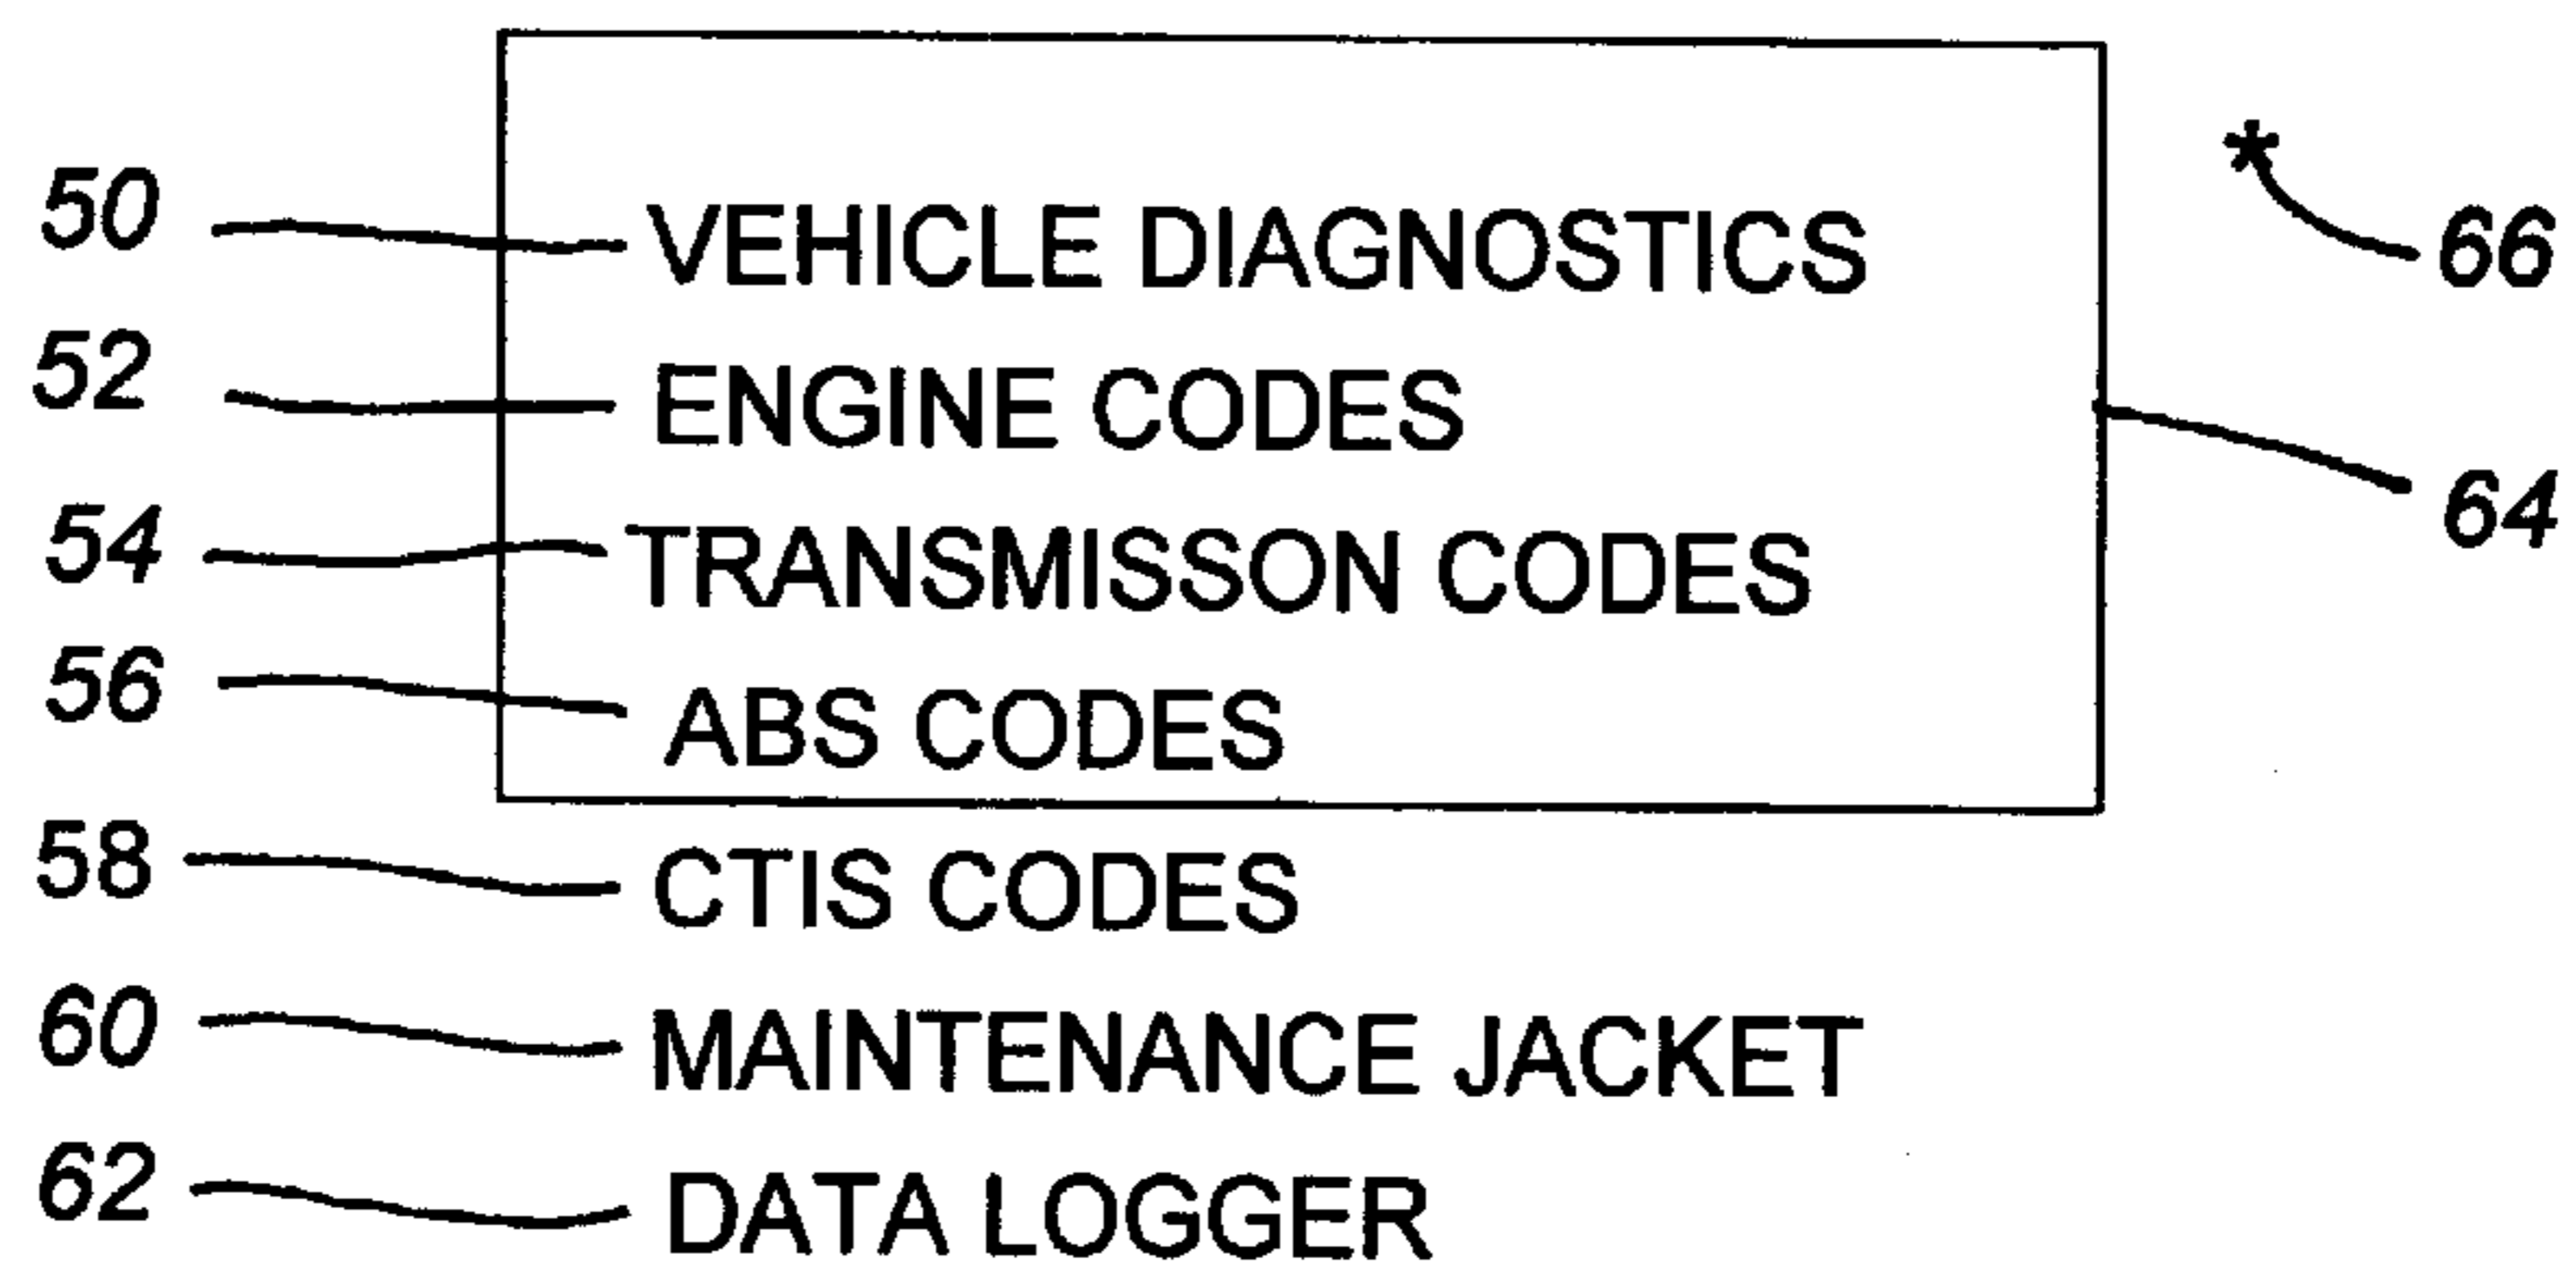 50 VEHICLE DIAGNOSTICS * 66
52 ENGINE CODES
64
54 TRANSMISSON CODES
56 ABS CODES
58 CTIS CODES
60 MAINTENANCE JACKET
62 DATA LOGGER